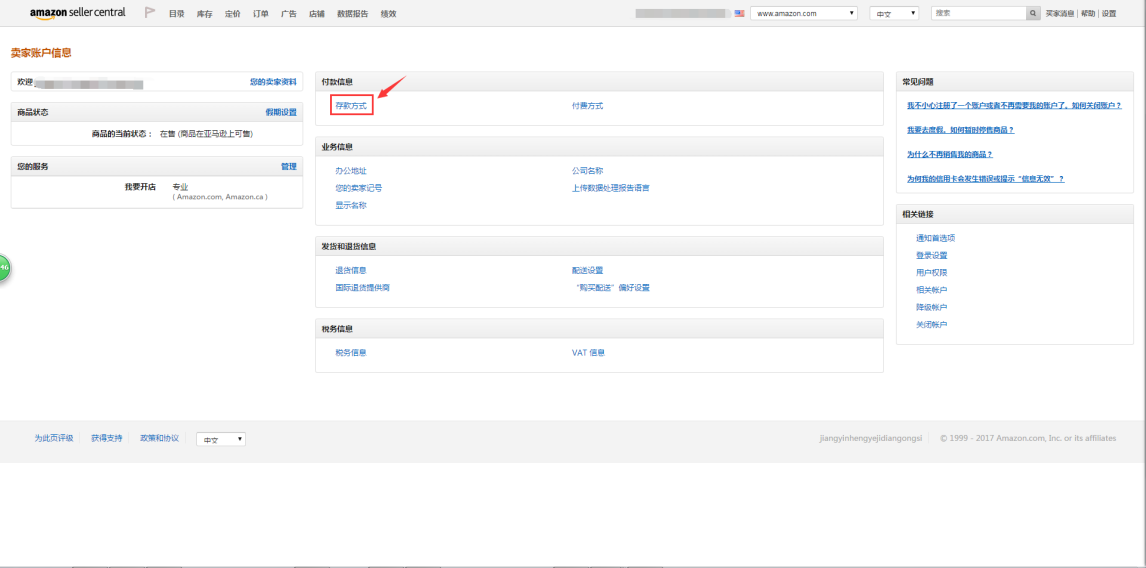 amazon seller central 目录 库存 定价 订单 广告 店铺 数据报告 绩效 www.amazon.com 中文 搜索 买家消息 | 帮助 | 设置
卖家账户信息
欢迎 您的卖家资料
商品状态 假期设置
商品的当前状态： 在售 (商品在亚马逊上可售)
您的服务 管理
我要开店 专业
( Amazon.com, Amazon.ca )
付款信息
存款方式 付费方式
业务信息
办公地址 公司名称
您的卖家记号 上传数据处理报告语言
显示名称
发货和退货信息
退货信息 配送设置
国际退货提供商 “购买配送”偏好设置
税务信息
税务信息 VAT 信息
常见问题
我不小心注册了一个账户或者不再需要我的账户了。如何关闭账户？
我要去度假。如何暂时停售商品？
为什么不再销售我的商品？
为何我的信用卡会发生错误或提示“信息无效”？
相关链接
通知首选项
登录设置
用户权限
相关帐户
降级帐户
关闭帐户
46
为此页评级 获得支持 政策和协议 中文 jiangyinhengyejidiangongsi © 1999 - 2017 Amazon.com, Inc. or its affiliates